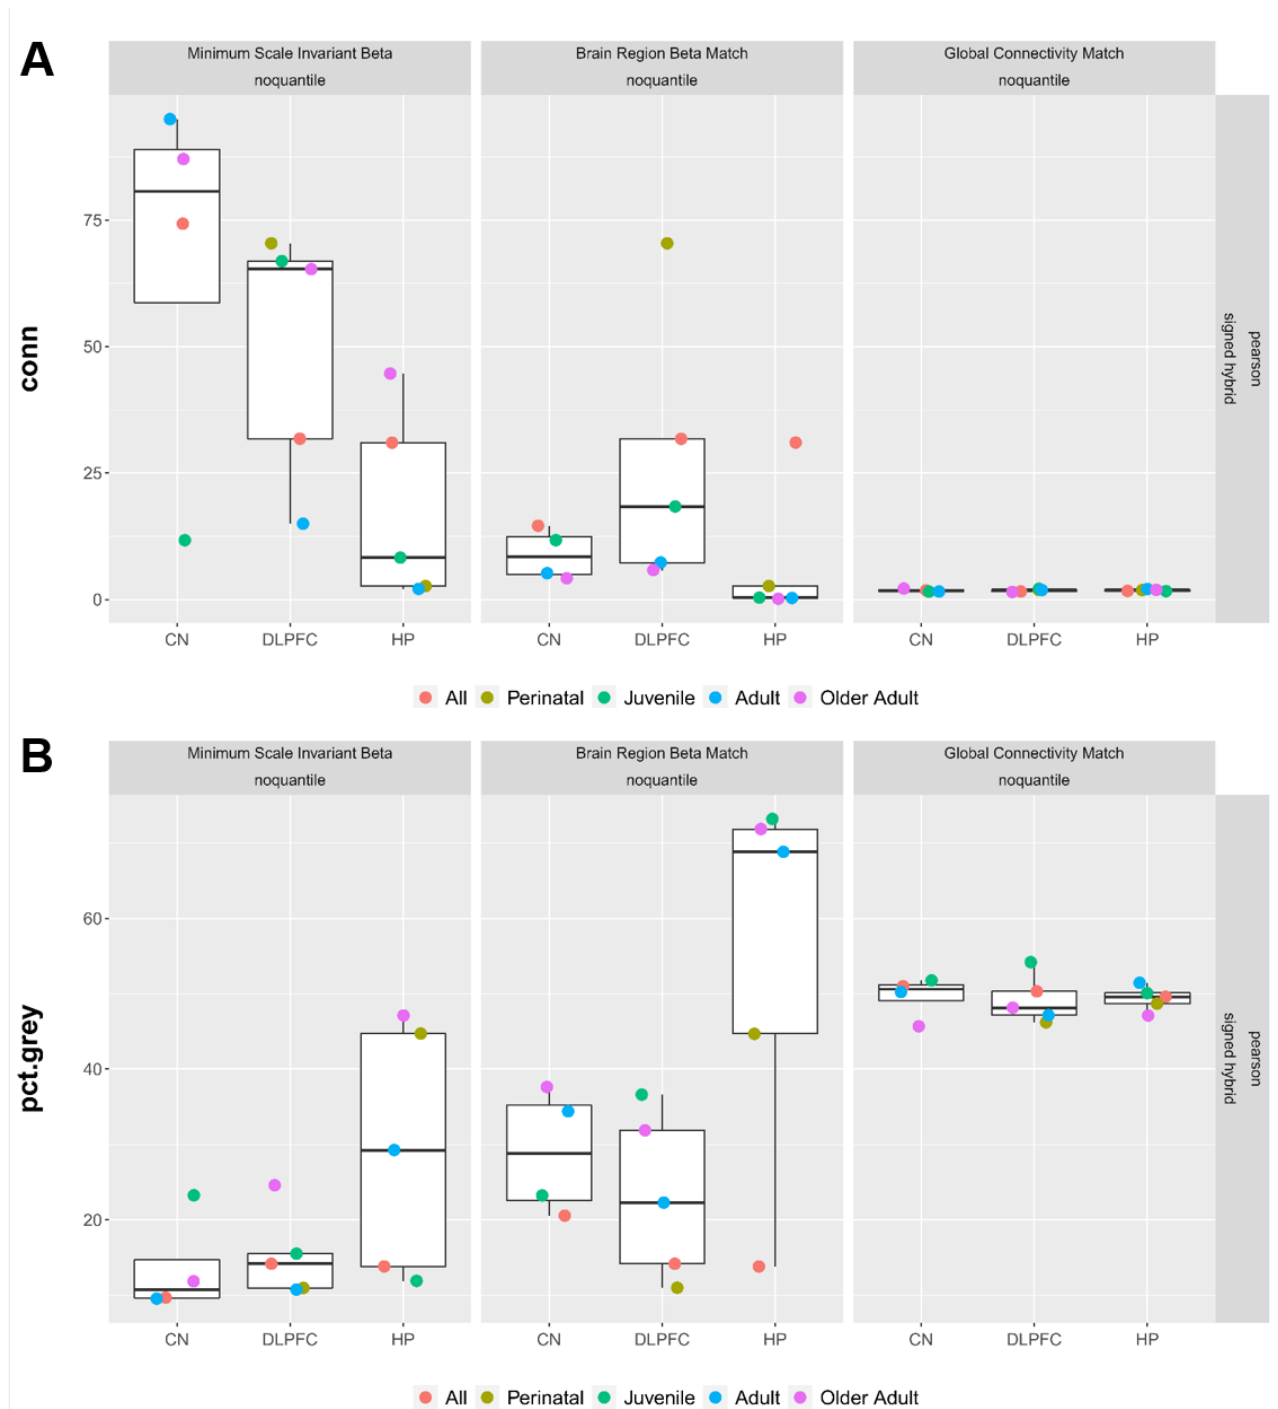 A
Minimum Scale Invariant Beta
noquantile
Brain Region Beta Match
noquantile
Global Connectivity Match
noquantile
conn
75
50
25
0
pearson
signed hybrid
CN
DLPFC
HP
CN
DLPFC
HP
CN
DLPFC
HP
All
Perinatal
Juvenile
Adult
Older Adult
B
Minimum Scale Invariant Beta
noquantile
Brain Region Beta Match
noquantile
Global Connectivity Match
noquantile
pct.grey
60
40
20
pearson
signed hybrid
CN
DLPFC
HP
CN
DLPFC
HP
CN
DLPFC
HP
All
Perinatal
Juvenile
Adult
Older Adult